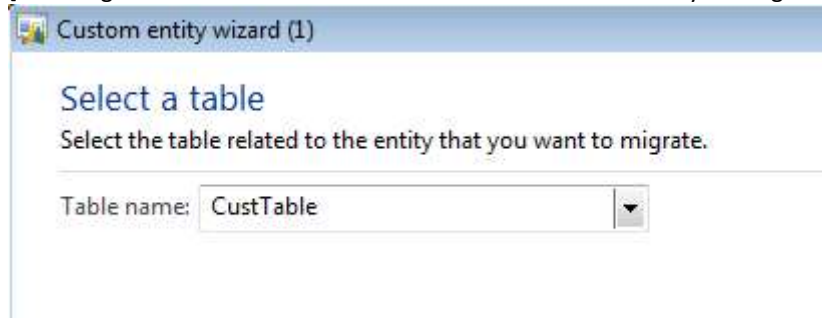 Custom entity wizard (1)
Select a table
Select the table related to the entity that you want to migrate.
Table name: CustTable